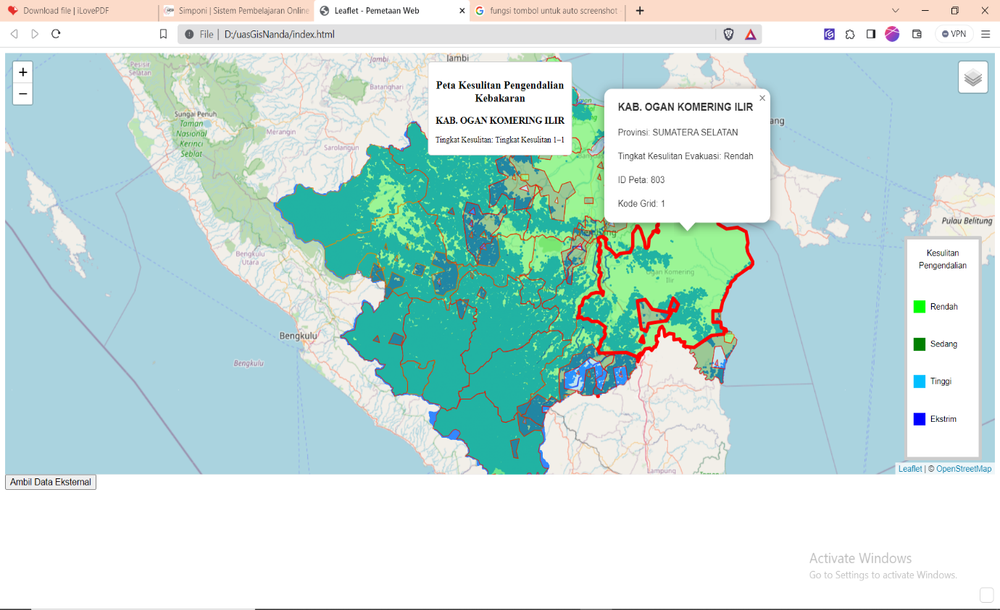 Download file | iLovePDF
Simponi | Sistem Pembelajaran Online
Leaflet - Pemetaan Web
fungsi tombol untuk auto screenshot -
File | D:/uasGisNanda/index.html
VPN
+
−
Pesisir
Selatan
Jambi
Jambi
Batanghari
Sungai Penuh
Taman
Nasional
Kerinci
Seblat
Merangin
Sarolangun
Peta Kesulitan Pengendalian
Kebakaran
KAB. OGAN KOMERING ILIR
Tingkat Kesulitan: Tingkat Kesulitan 1–1
×
KAB. OGAN KOMERING ILIR
Provinsi: SUMATERA SELATAN
Tingkat Kesulitan Evakuasi: Rendah
ID Peta: 803
Kode Grid: 1
ang
Pulau Belitung
Bengkulu
Utara
Ogan Komering
Ilir
Bengkulu
Bengkulu
Lampung
Kesulitan
Pengendalian
Rendah
Sedang
Tinggi
Ekstrim
Leaflet | © OpenStreetMap
Ambil Data Eksternal
Activate Windows
Go to Settings to activate Windows.